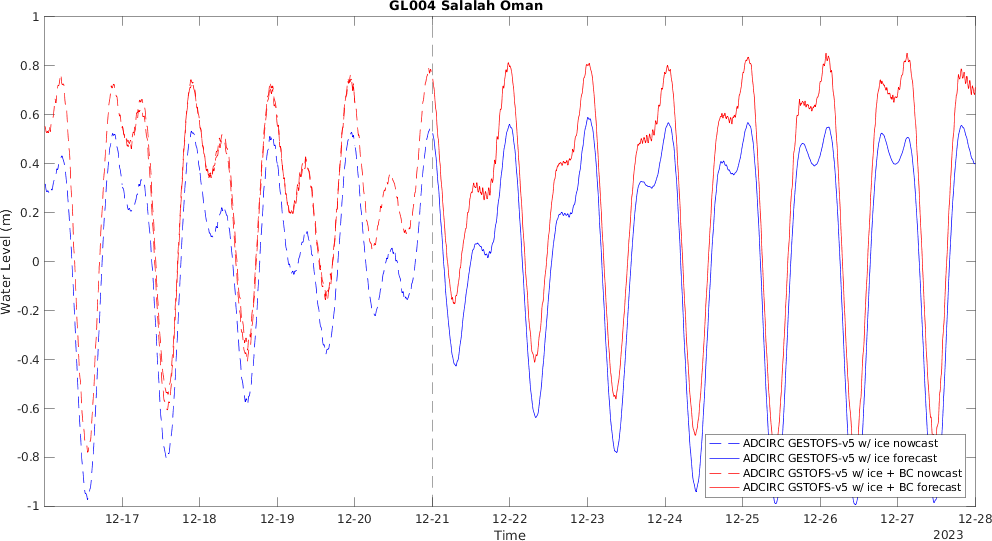 GL004 Salalah Oman
Water Level (m)
1
0.8
0.6
0.4
0.2
0
-0.2
-0.4
-0.6
-0.8
-1
12-17 12-18 12-19 12-20 12-21 12-22 12-23 12-24 12-25 12-26 12-27 12-28
Time
2023
ADCIRC GESTOFS-v5 w/ ice nowcast
ADCIRC GESTOFS-v5 w/ ice forecast
ADCIRC GSTOFS-v5 w/ ice + BC nowcast
ADCIRC GSTOFS-v5 w/ ice + BC forecast